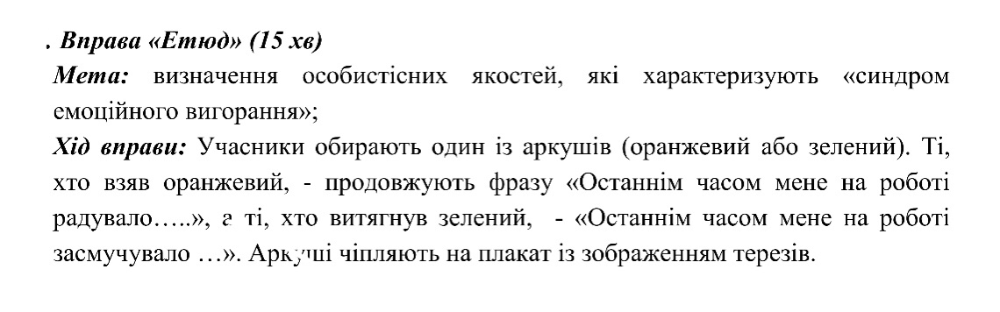 . Вправа «Етюд» (15 хв)
Мета: визначення особистісних якостей, які характеризують «синдром
емоційного вигорання»;
Хід вправи: Учасники обирають один із аркушів (оранжевий або зелений). Ті,
хто взяв оранжевий, - продовжують фразу «Останнім часом мене на роботі
радувало…..», а ті, хто витягнув зелений, - «Останнім часом мене на роботі
засмучувало …». Аркуші чіпляють на плакат із зображенням терезів.